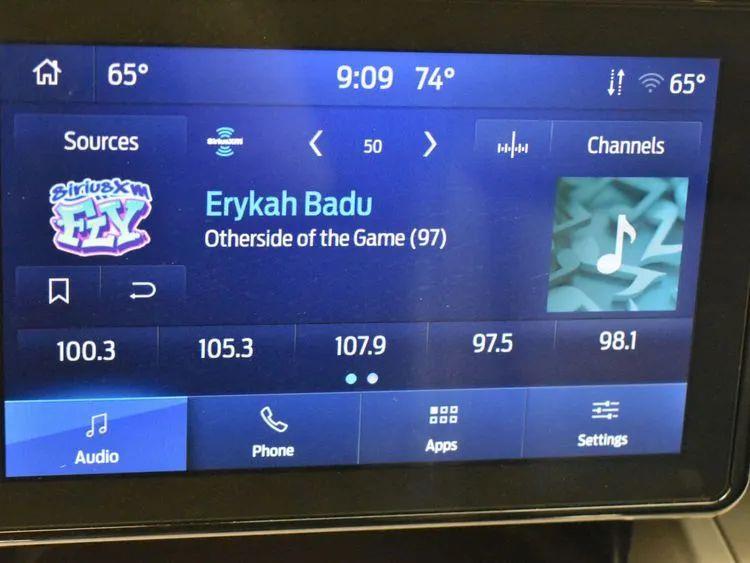 65° 9:09 74° 65°
Sources SiriusXM 50 Channels
SiriusXM
FLY
Erykah Badu
Otherside of the Game (97)
100.3 105.3 107.9 97.5 98.1
Audio Phone Apps Settings